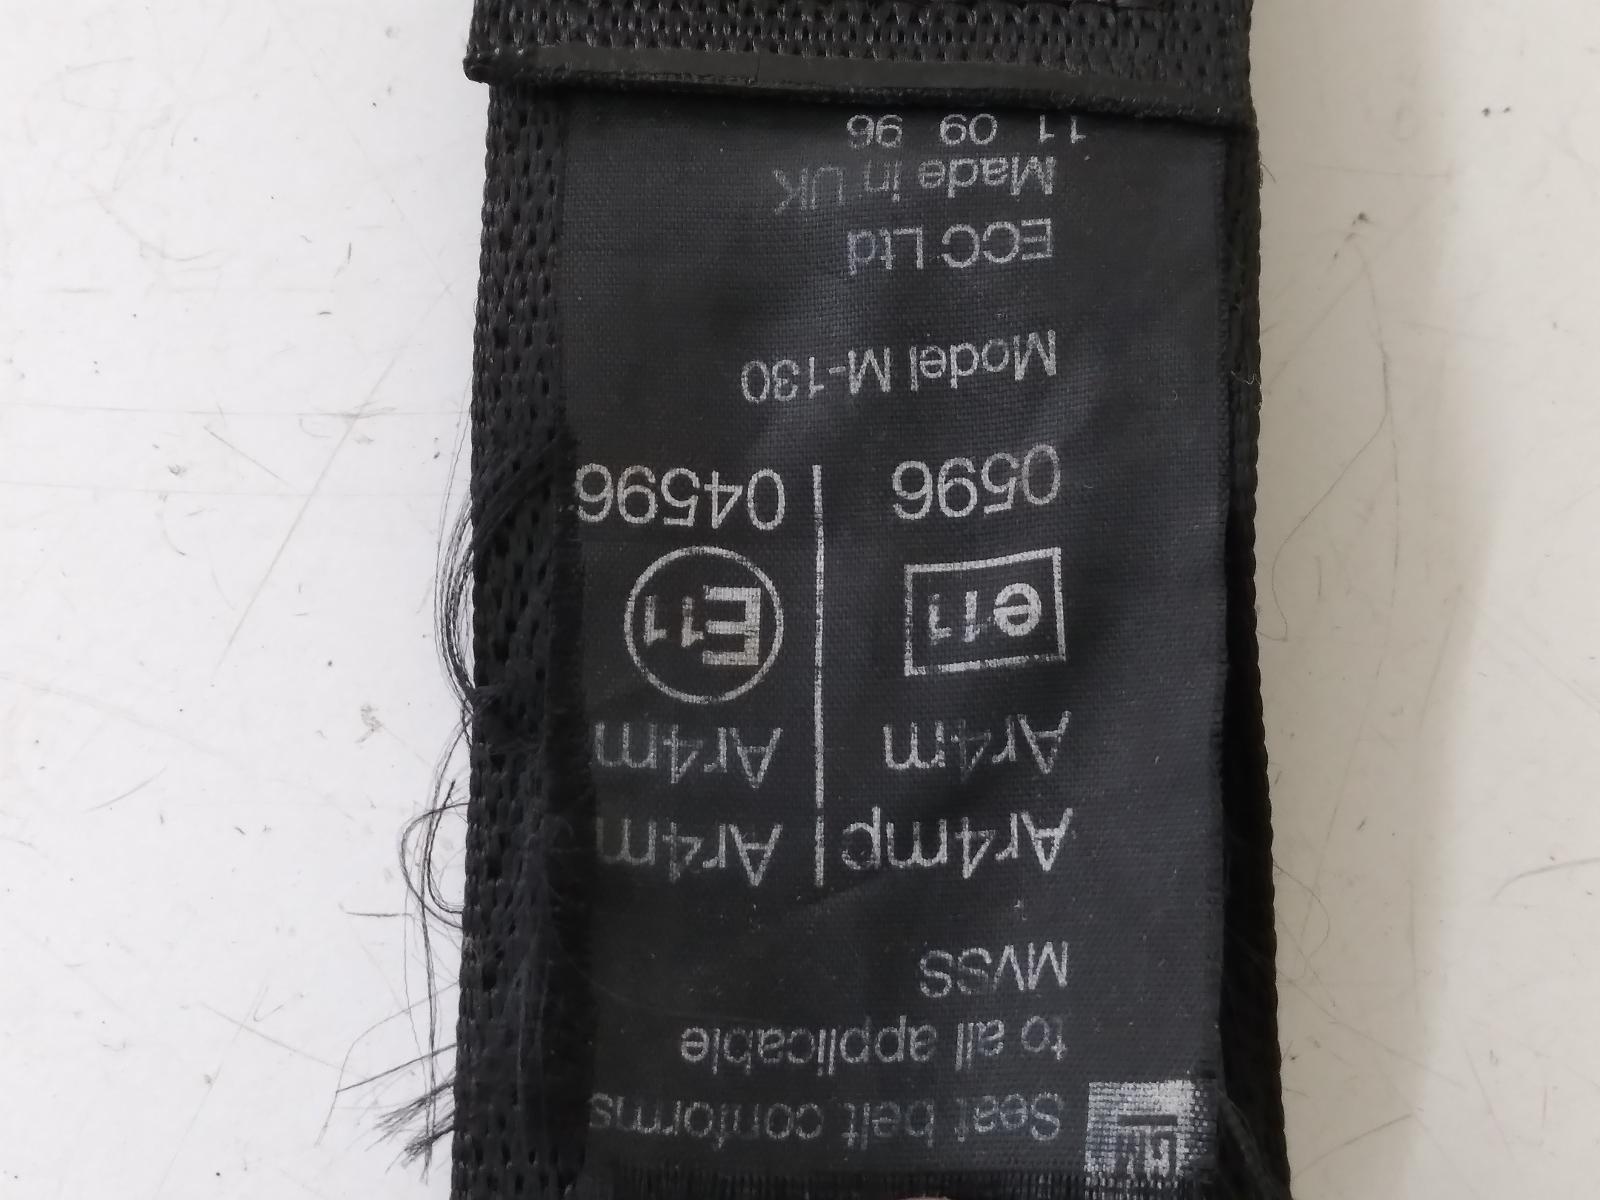 Seat belt conforms
to all applicable
MVSS
Ar4mp | Ar4m
Ar4m | Ar4m
e11 | E11
0596 | 04596
Model M-130
ECC Ltd
Made in UK
11 09 96